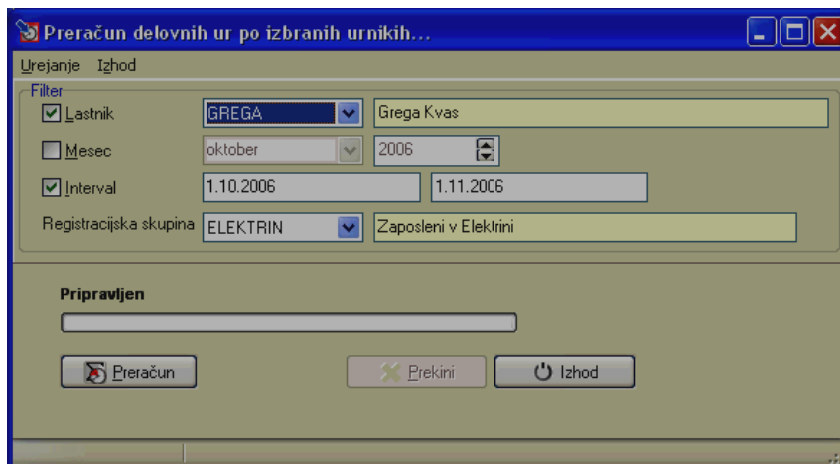 Preračun delovnih ur po izbranih urnikih...
Urejanje Izhod
Filter
Lastnik GREGA Grega Kvas
Mesec oktober 2006
Interval 1.10.2006 1.11.2006
Registracijska skupina ELEKTRIN Zaposleni v Elektrini
Pripravljen
Preračun Prekini Izhod